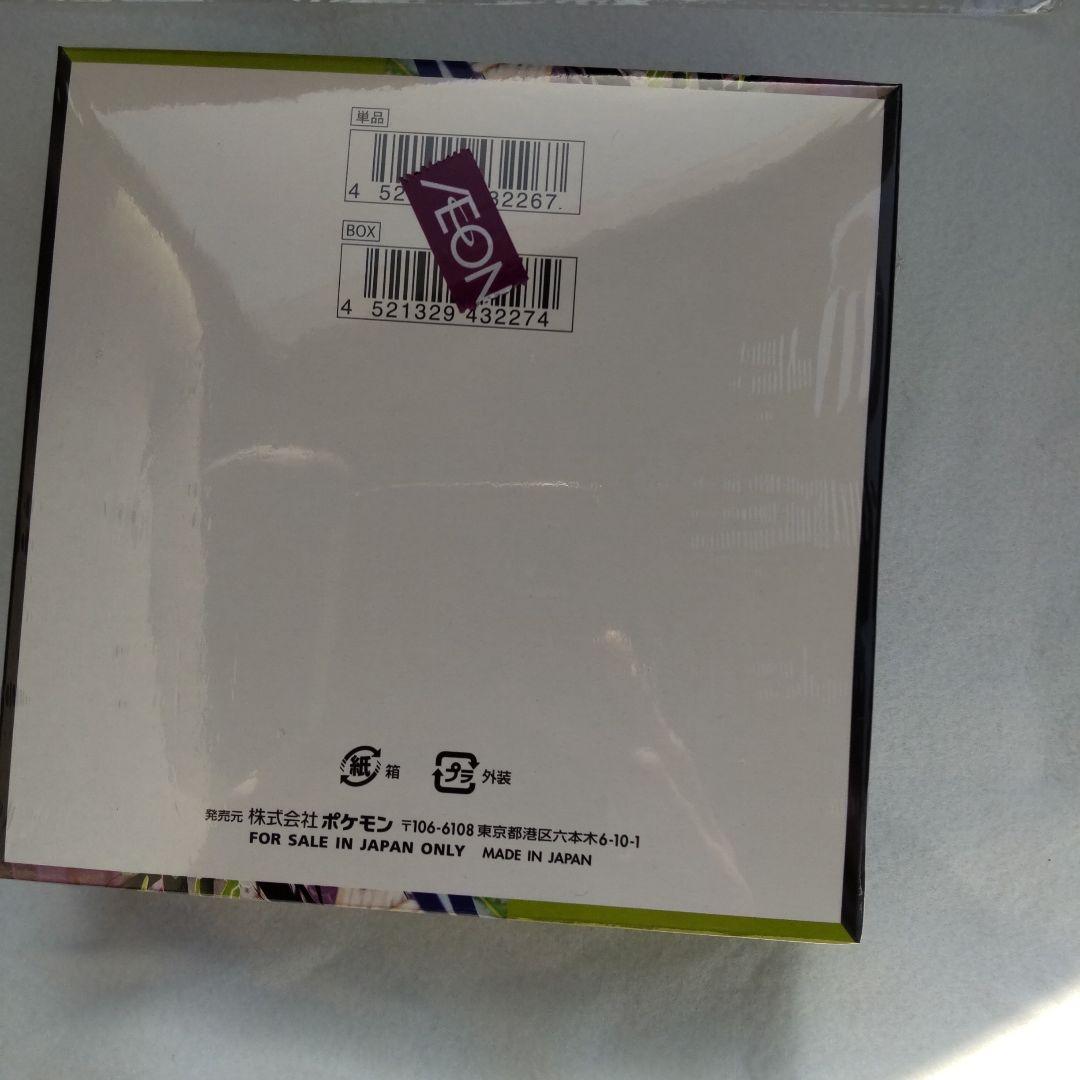 単品
4 52 32267.
ÆON
BOX
4 521329 432274
紙 箱 プラ 外装
発売元 株式会社ポケモン 〒106-6108 東京都港区六本木6-10-1
FOR SALE IN JAPAN ONLY MADE IN JAPAN